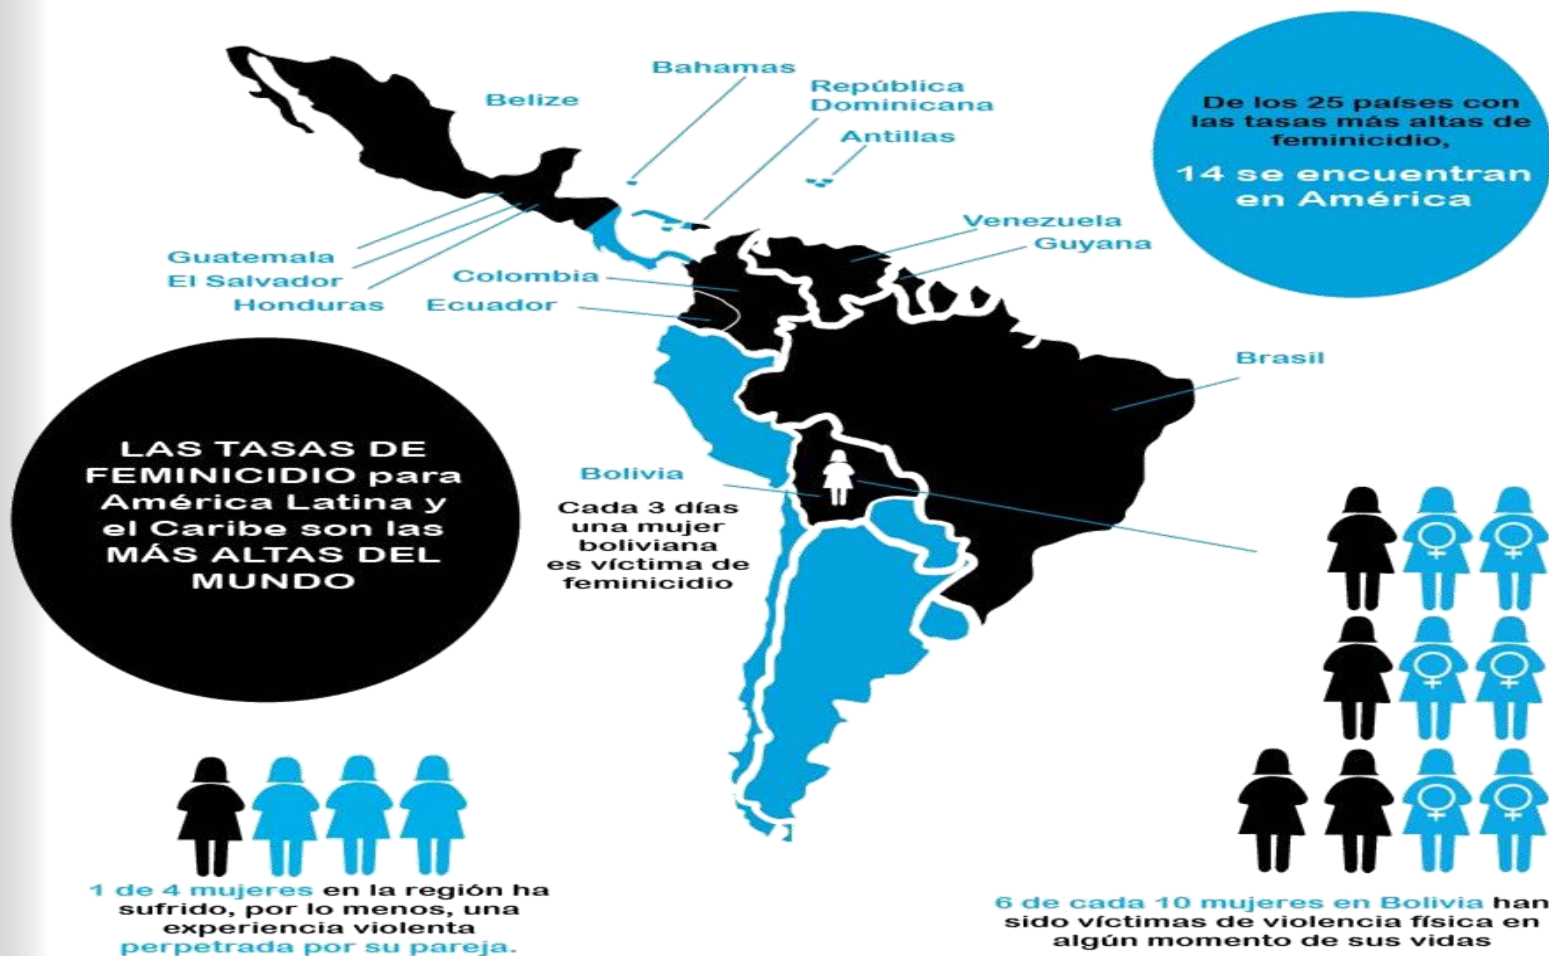 Bahamas
Belize
República
Dominicana
Antillas
De los 25 países con
las tasas más altas de
feminicidio,
14 se encuentran
en América
Venezuela
Guyana
Guatemala
El Salvador
Honduras
Colombia
Ecuador
Brasil
LAS TASAS DE
FEMINICIDIO para
América Latina y
el Caribe son las
MÁS ALTAS DEL
MUNDO
Bolivia
Cada 3 días
una mujer
boliviana
es víctima de
feminicidio
1 de 4 mujeres en la región ha
sufrido, por lo menos, una
experiencia violenta
perpetrada por su pareja.
6 de cada 10 mujeres en Bolivia han
sido víctimas de violencia física en
algún momento de sus vidas